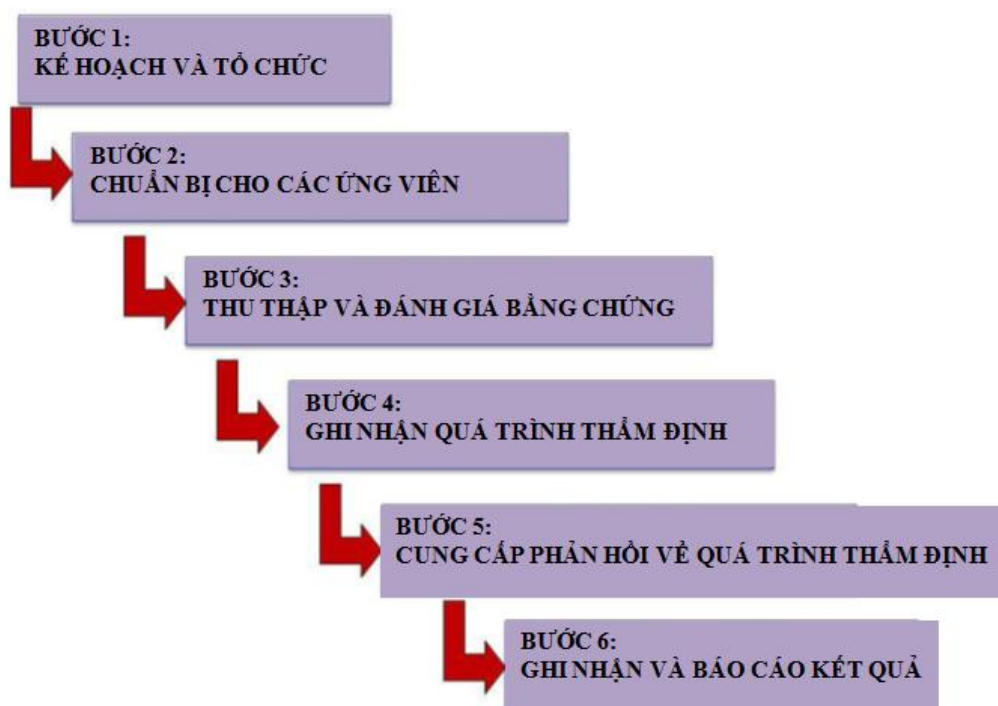 BƯỚC 1:
KẾ HOẠCH VÀ TỔ CHỨC
BƯỚC 2:
CHUẨN BỊ CHO CÁC ỨNG VIÊN
BƯỚC 3:
THU THẬP VÀ ĐÁNH GIÁ BẰNG CHỨNG
BƯỚC 4:
GHI NHẬN QUÁ TRÌNH THẨM ĐỊNH
BƯỚC 5:
CUNG CẤP PHẢN HỒI VỀ QUÁ TRÌNH THẨM ĐỊNH
BƯỚC 6:
GHI NHẬN VÀ BÁO CÁO KẾT QUẢ